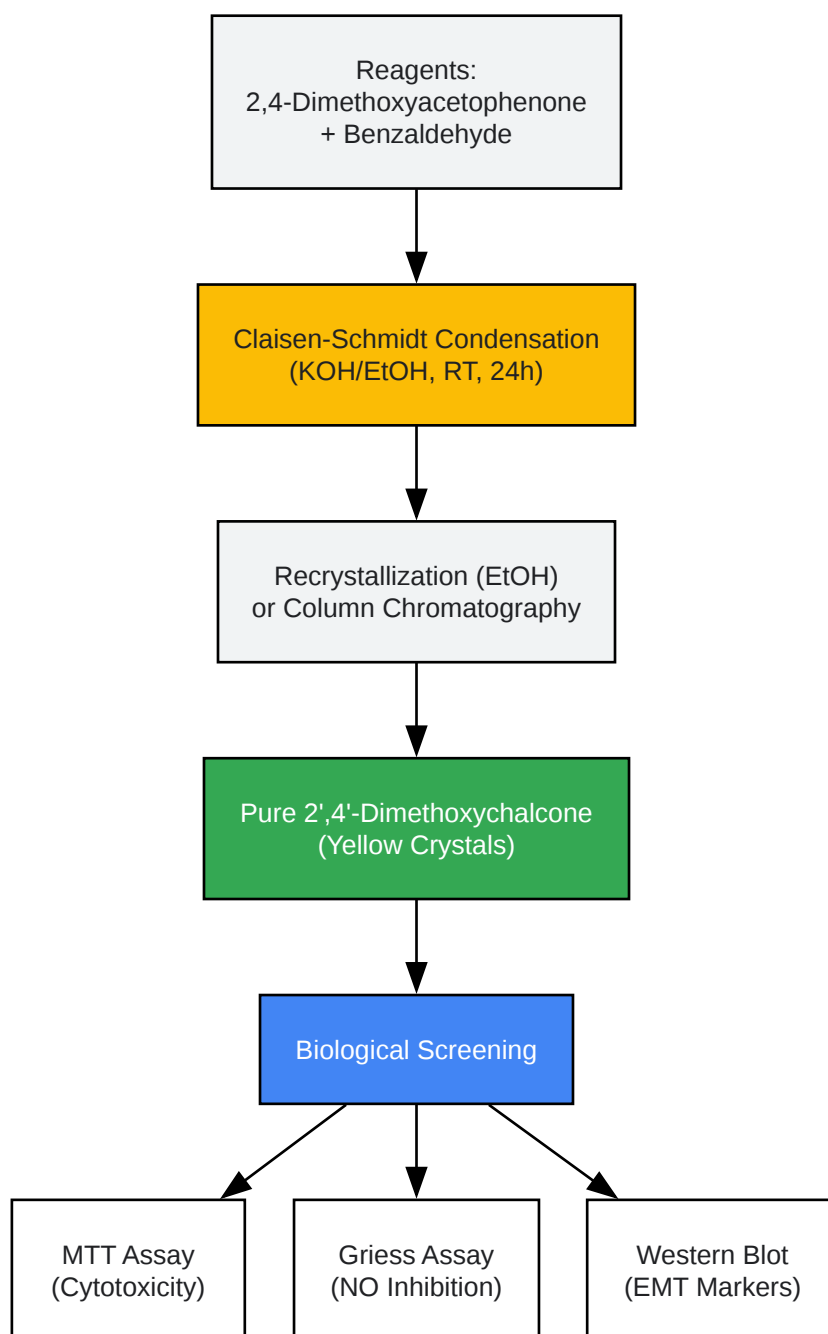 Reagents:
2,4-Dimethoxyacetophenone
+ Benzaldehyde
Claisen-Schmidt Condensation
(KOH/EtOH, RT, 24h)
Recrystallization (EtOH)
or Column Chromatography
Pure 2',4'-Dimethoxychalcone
(Yellow Crystals)
Biological Screening
MTT Assay
(Cytotoxicity)
Griess Assay
(NO Inhibition)
Western Blot
(EMT Markers)